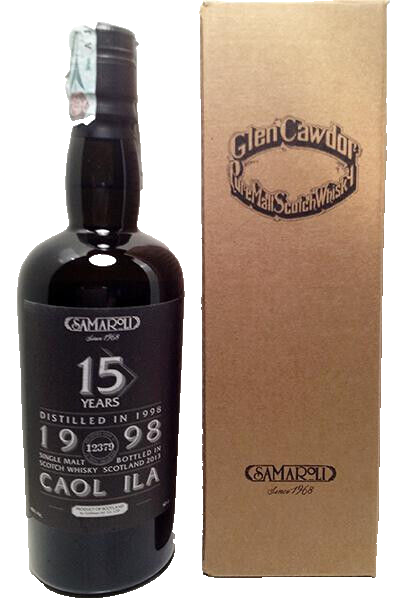 SAMAROLI
Since 1968
15
YEARS
DISTILLED IN 1998
19 12379 98
SINGLE MALT BOTTLED IN
SCOTCH WHISKY SCOTLAND 2013
CAOL ILA
PRODUCT OF SCOTLAND
Glen Cawdor
Pure Malt Scotch Whisky
SAMAROLI
Since 1968